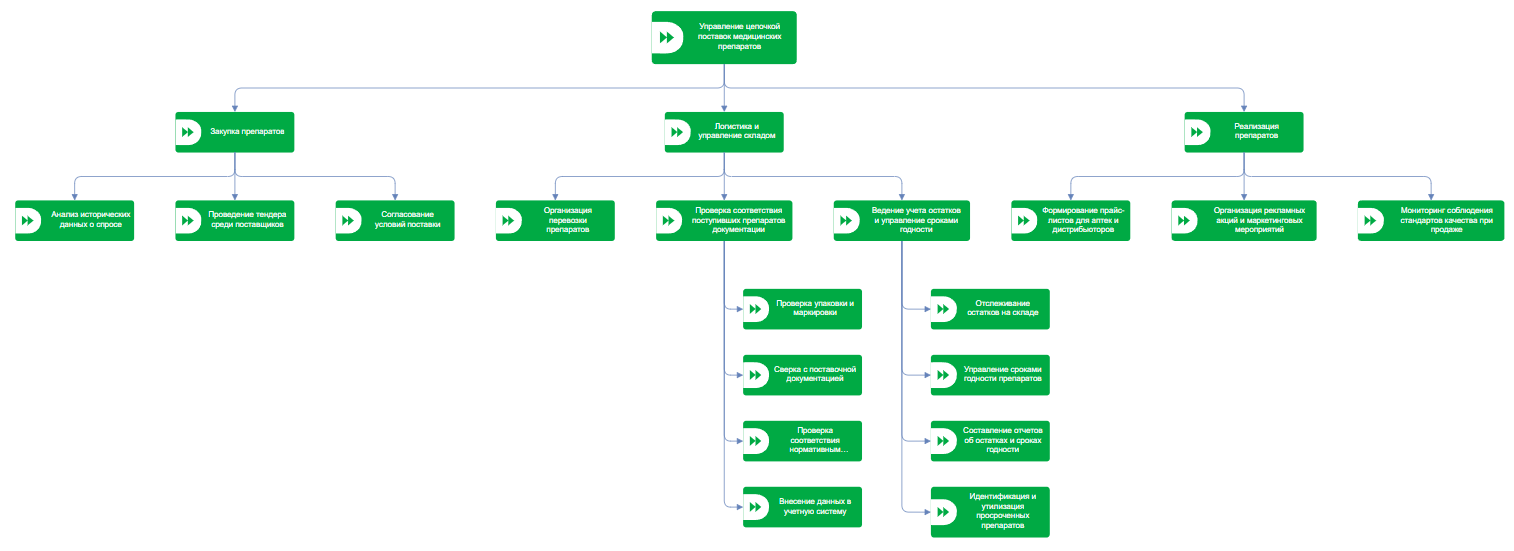 Управление цепочкой
поставок медицинских
препаратов
Закупка препаратов
Логистика и
управление складом
Реализация
препаратов
Анализ исторических
данных о спросе
Проведение тендера
среди поставщиков
Согласование
условий поставки
Организация
перевозки
препаратов
Проверка соответствия
поступивших препаратов
документации
Ведение учета остатков
и управление сроками
годности
Формирование прайс-
листов для аптек и
дистрибьюторов
Организация рекламных
акций и маркетинговых
мероприятий
Мониторинг соблюдения
стандартов качества при
продаже
Проверка упаковки и
маркировки
Отслеживание
остатков на складе
Сверка с поставочной
документацией
Управление сроками
годности препаратов
Проверка
соответствия
нормативным...
Составление отчетов
об остатках и сроках
годности
Внесение данных в
учетную систему
Идентификация и
утилизация
просроченных
препаратов